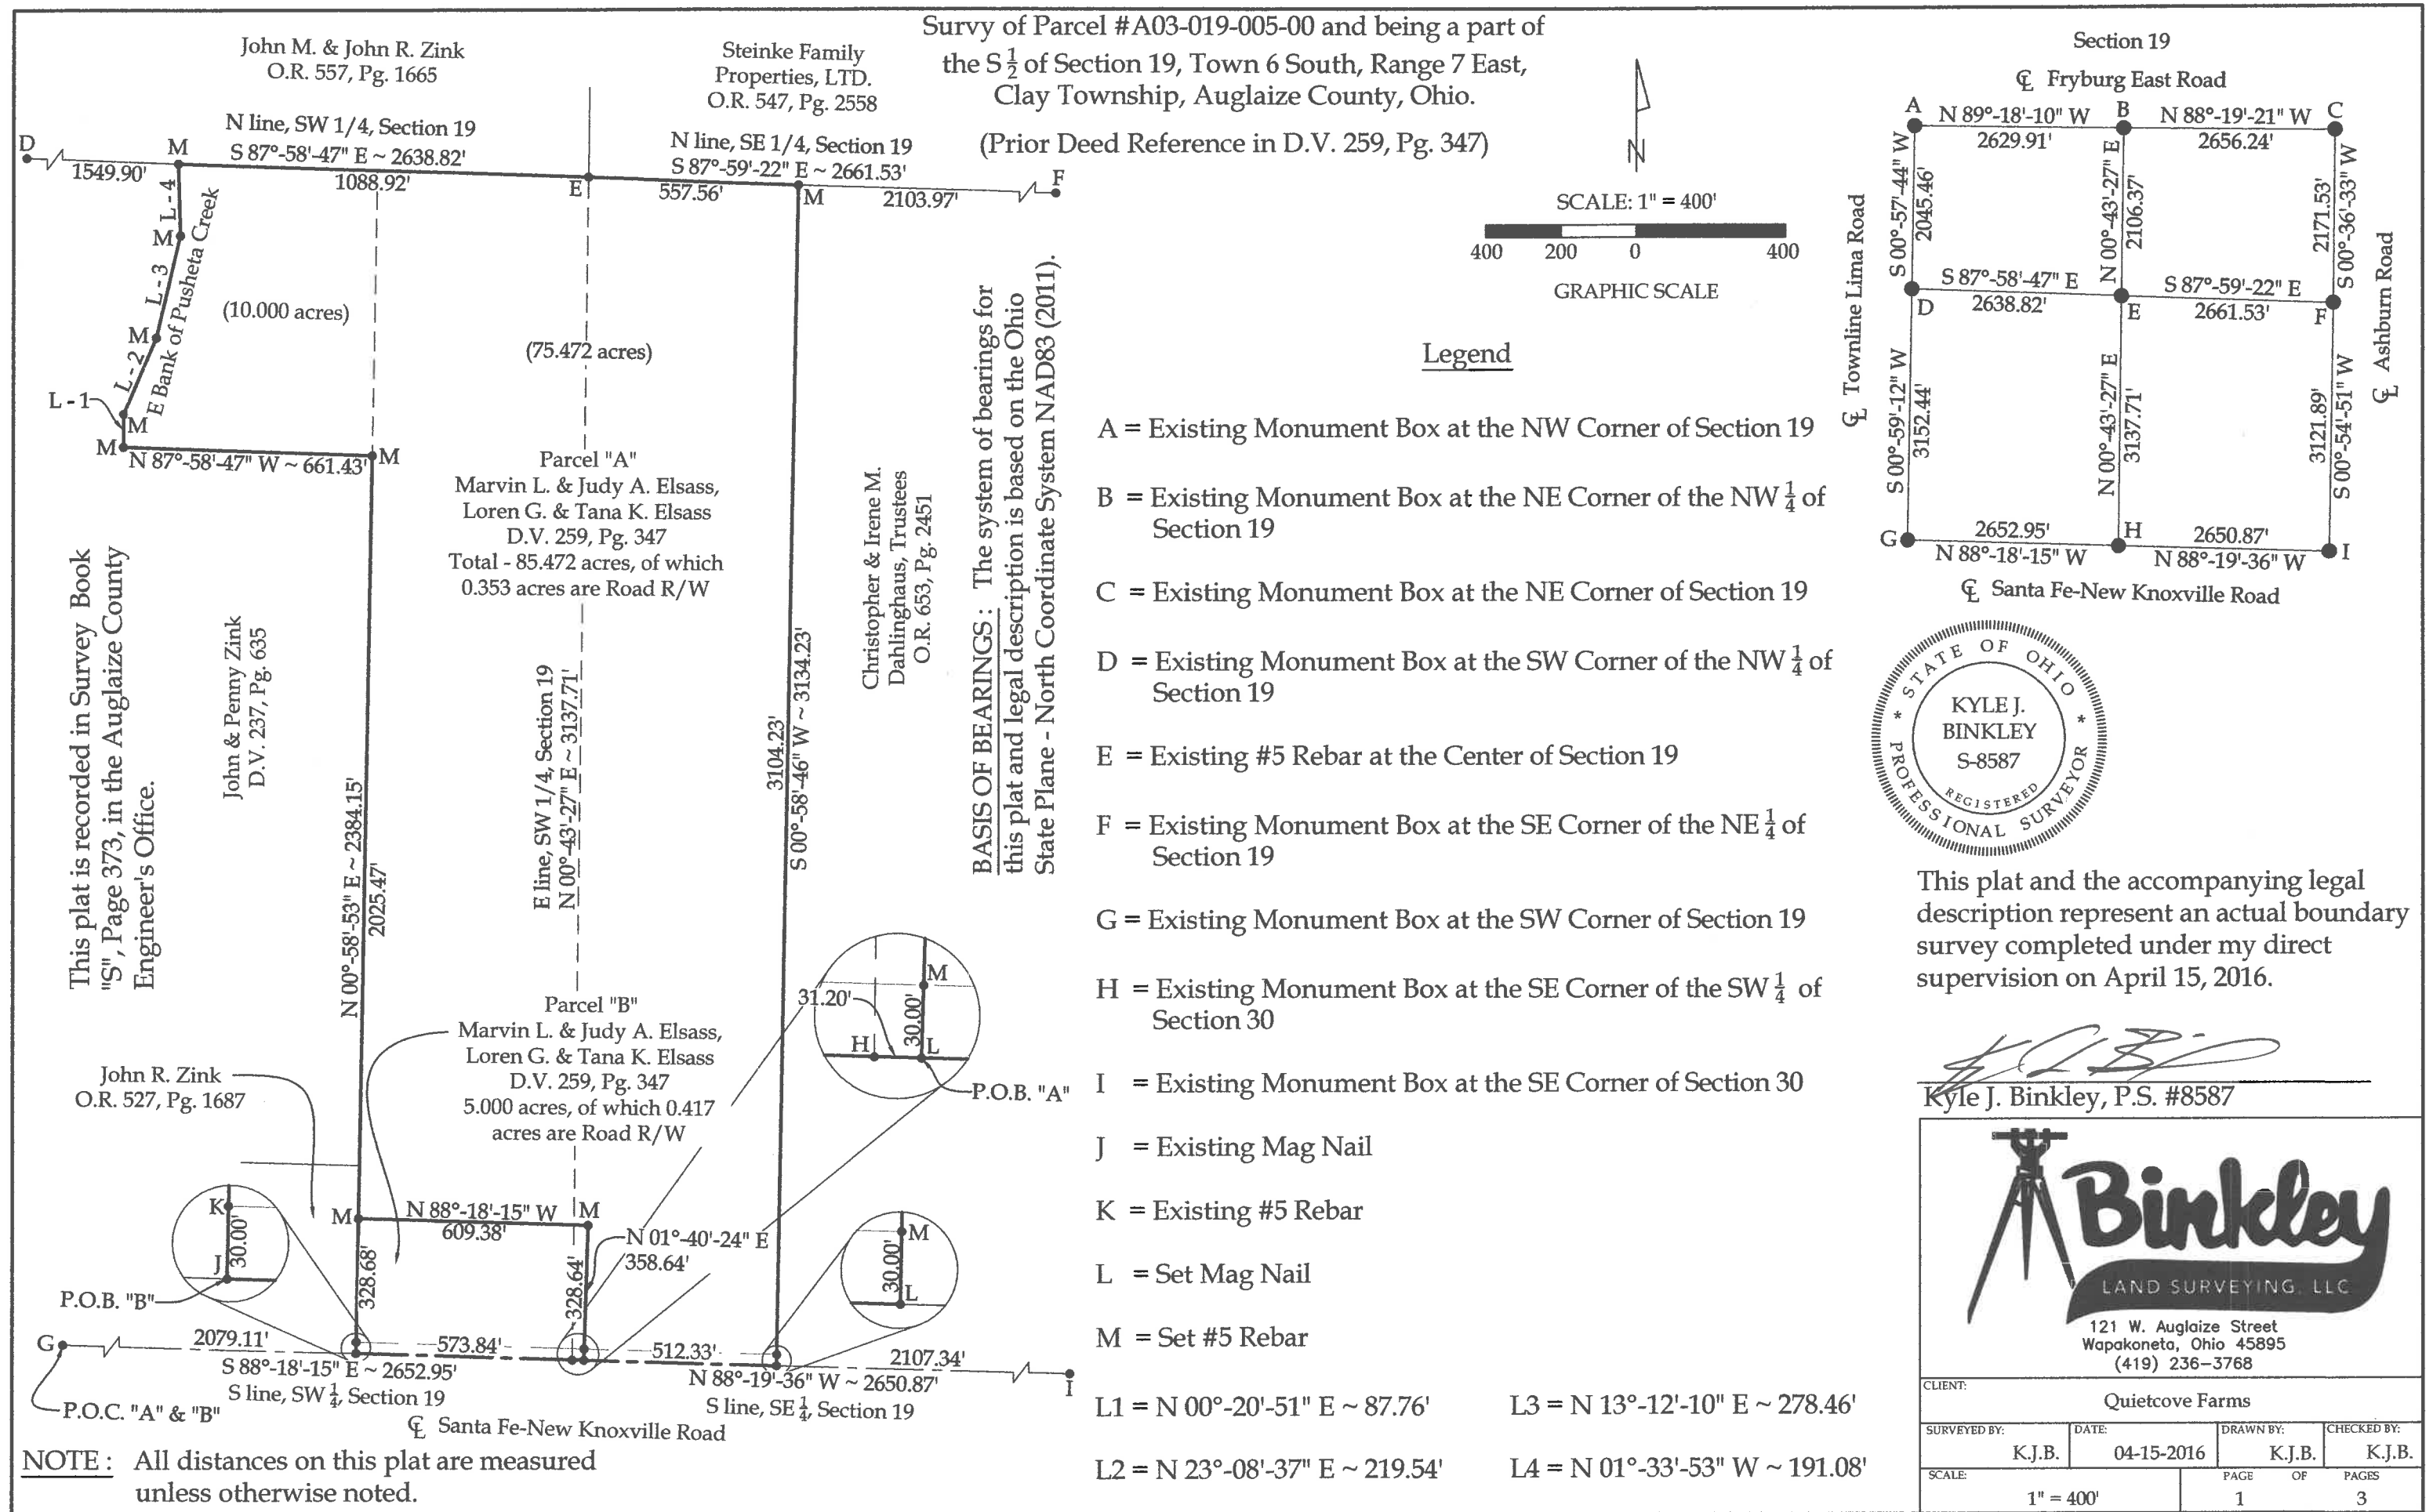 Survy of Parcel #A03-019-005-00 and being a part of
the S 1/2 of Section 19, Town 6 South, Range 7 East,
Clay Township, Auglaize County, Ohio.
(Prior Deed Reference in D.V. 259, Pg. 347)
John M. & John R. Zink
O.R. 557, Pg. 1665
Steinke Family
Properties, LTD.
O.R. 547, Pg. 2558
N line, SW 1/4, Section 19
S 87°-58'-47" E ~ 2638.82'
N line, SE 1/4, Section 19
S 87°-59'-22" E ~ 2661.53'
D
1549.90'
M
1088.92'
E
557.56'
M
2103.97'
F
L - 4
M
L - 3
M
L - 2
L - 1
M
M
E Bank of Pusheta Creek
(10.000 acres)
(75.472 acres)
N 87°-58'-47" W ~ 661.43'
M
Parcel "A"
Marvin L. & Judy A. Elsass,
Loren G. & Tana K. Elsass
D.V. 259, Pg. 347
Total - 85.472 acres, of which
0.353 acres are Road R/W
This plat is recorded in Survey Book
"S", Page 373, in the Auglaize County
Engineer's Office.
John & Penny Zink
D.V. 237, Pg. 635
N 00°-58'-53" E ~ 2384.15'
2025.47'
E line, SW 1/4, Section 19
N 00°-43'-27" E ~ 3137.71'
3104.23'
S 00°-58'-46" W ~ 3134.23'
Christopher & Irene M.
Dahlinghaus, Trustees
O.R. 653, Pg. 2451
BASIS OF BEARINGS : The system of bearings for
this plat and legal description is based on the Ohio
State Plane - North Coordinate System NAD83 (2011).
Parcel "B"
Marvin L. & Judy A. Elsass,
Loren G. & Tana K. Elsass
D.V. 259, Pg. 347
5.000 acres, of which 0.417
acres are Road R/W
John R. Zink
O.R. 527, Pg. 1687
31.20'
M
30.00'
H
L
P.O.B. "A"
K
30.00'
J
P.O.B. "B"
M
N 88°-18'-15" W
609.38'
M
328.68'
328.64'
N 01°-40'-24" E
358.64'
M
30.00'
L
G
2079.11'
573.84'
512.33'
2107.34'
I
S 88°-18'-15" E ~ 2652.95'
S line, SW 1/4, Section 19
N 88°-19'-36" W ~ 2650.87'
S line, SE 1/4, Section 19
P.O.C. "A" & "B"
℄ Santa Fe-New Knoxville Road
NOTE : All distances on this plat are measured
unless otherwise noted.
N
SCALE: 1" = 400'
400 200 0 400
GRAPHIC SCALE
Legend
A = Existing Monument Box at the NW Corner of Section 19
B = Existing Monument Box at the NE Corner of the NW 1/4 of
Section 19
C = Existing Monument Box at the NE Corner of Section 19
D = Existing Monument Box at the SW Corner of the NW 1/4 of
Section 19
E = Existing #5 Rebar at the Center of Section 19
F = Existing Monument Box at the SE Corner of the NE 1/4 of
Section 19
G = Existing Monument Box at the SW Corner of Section 19
H = Existing Monument Box at the SE Corner of the SW 1/4 of
Section 30
I = Existing Monument Box at the SE Corner of Section 30
J = Existing Mag Nail
K = Existing #5 Rebar
L = Set Mag Nail
M = Set #5 Rebar
L1 = N 00°-20'-51" E ~ 87.76'
L3 = N 13°-12'-10" E ~ 278.46'
L2 = N 23°-08'-37" E ~ 219.54'
L4 = N 01°-33'-53" W ~ 191.08'
Section 19
℄ Fryburg East Road
A
N 89°-18'-10" W
2629.91'
B
N 88°-19'-21" W
2656.24'
C
S 00°-57'-44" W
2045.46'
N 00°-43'-27" E
2106.37'
2171.53'
S 00°-36'-33" W
℄ Townline Lima Road
℄ Ashburn Road
D
S 87°-58'-47" E
2638.82'
E
S 87°-59'-22" E
2661.53'
F
S 00°-59'-12" W
3152.44'
N 00°-43'-27" E
3137.71'
3121.89'
S 00°-54'-51" W
G
2652.95'
N 88°-18'-15" W
H
2650.87'
N 88°-19'-36" W
I
℄ Santa Fe-New Knoxville Road
STATE OF OHIO
KYLE J.
BINKLEY
S-8587
REGISTERED
* PROFESSIONAL SURVEYOR *
This plat and the accompanying legal
description represent an actual boundary
survey completed under my direct
supervision on April 15, 2016.
Kyle J. Binkley, P.S. #8587
Binkley
LAND SURVEYING, LLC
121 W. Auglaize Street
Wapakoneta, Ohio 45895
(419) 236-3768
CLIENT:
Quietcove Farms
SURVEYED BY: K.J.B.
DATE: 04-15-2016
DRAWN BY: K.J.B.
CHECKED BY: K.J.B.
SCALE: 1" = 400'
PAGE OF PAGES
1 3